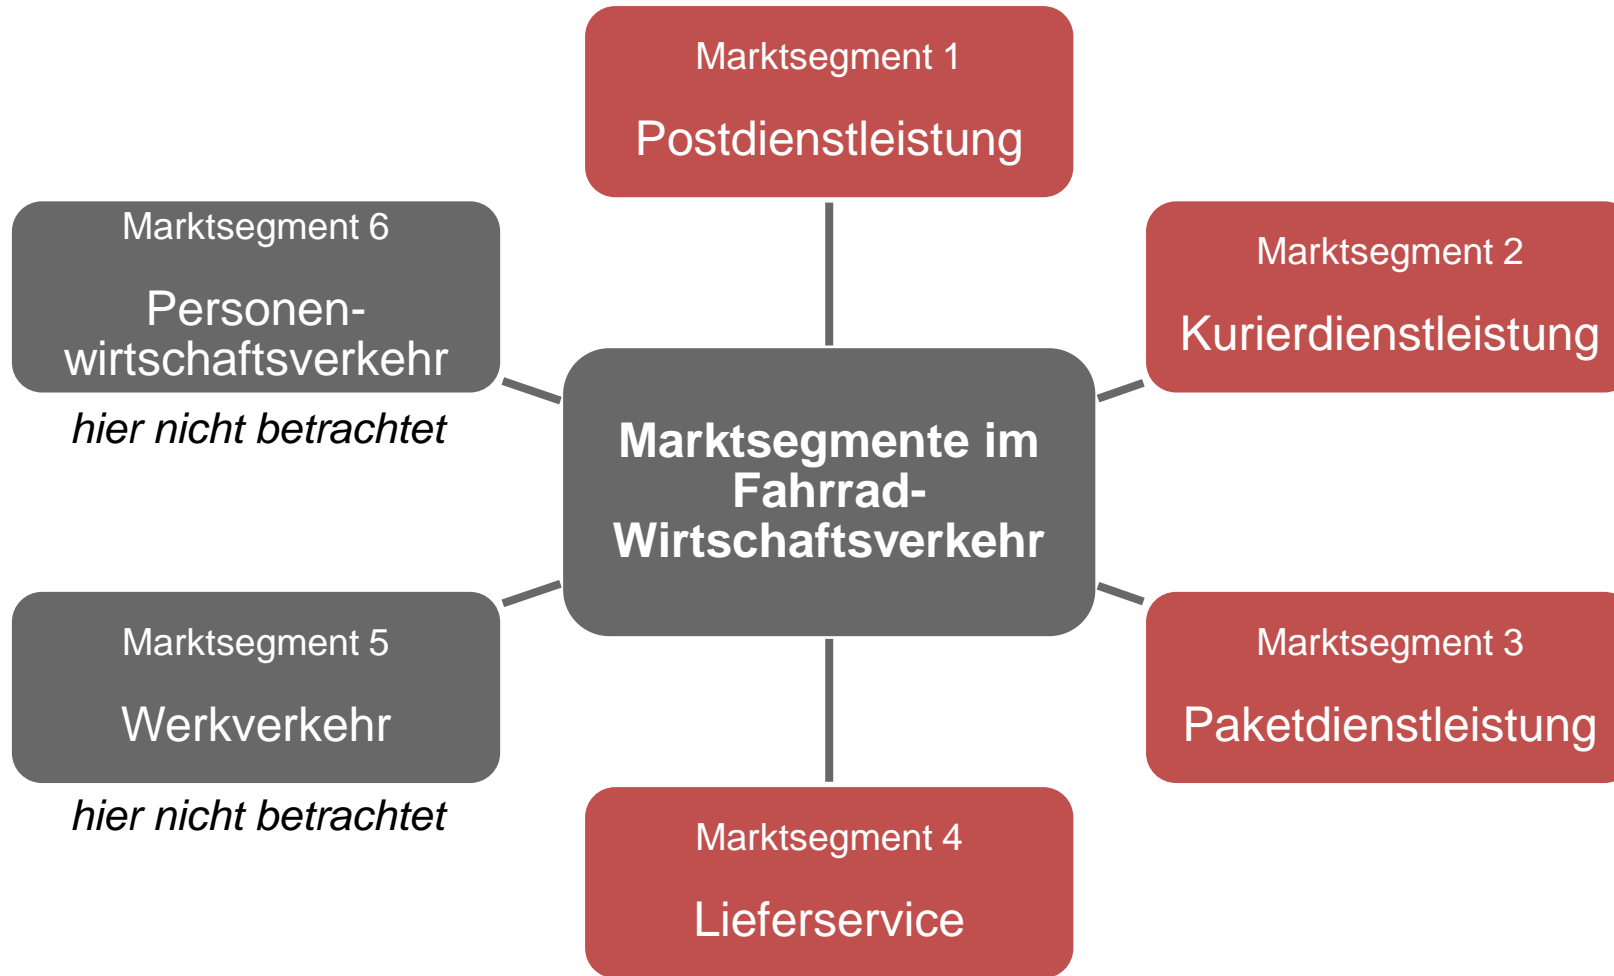 Marktsegment 1
Postdienstleistung
Marktsegment 6
Personen-
wirtschaftsverkehr
hier nicht betrachtet
Marktsegment 2
Kurierdienstleistung
Marktsegmente im
Fahrrad-
Wirtschaftsverkehr
Marktsegment 5
Werkverkehr
hier nicht betrachtet
Marktsegment 3
Paketdienstleistung
Marktsegment 4
Lieferservice